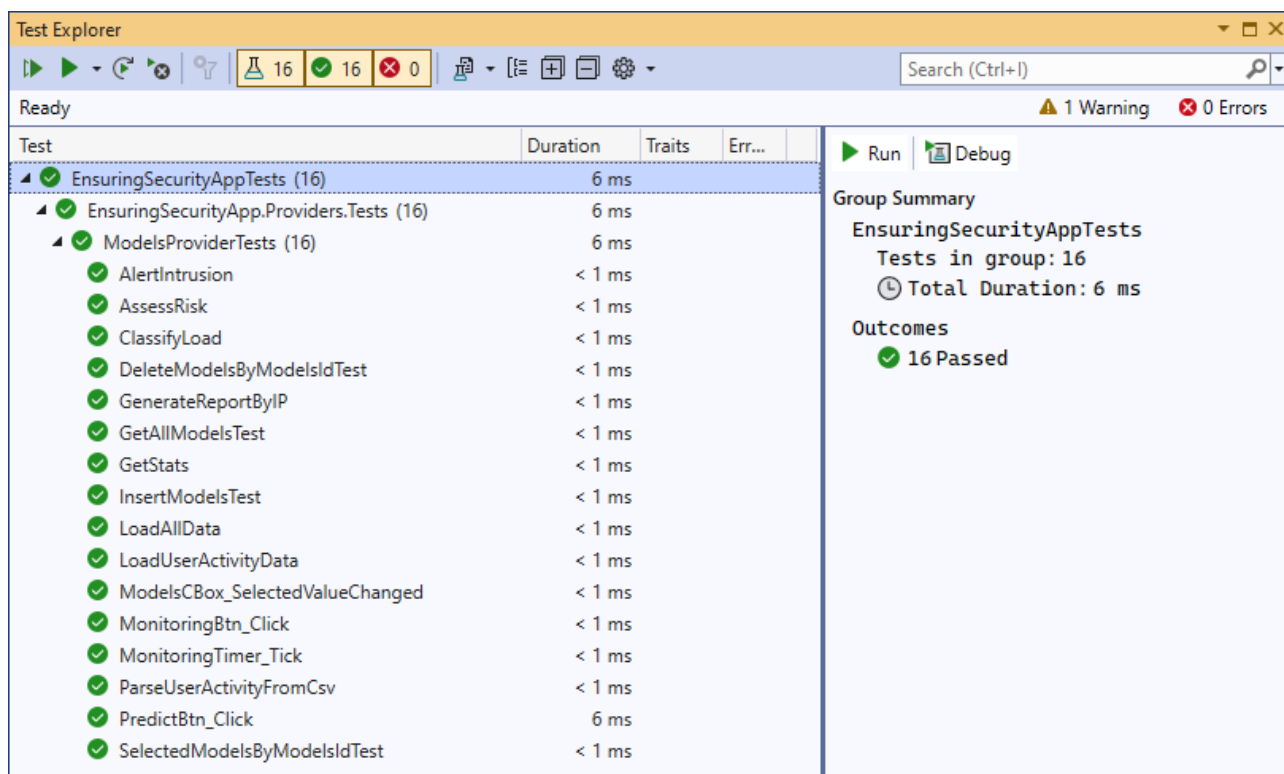 Test Explorer
16 16 0
Search (Ctrl+I)
Ready 1 Warning 0 Errors
Test Duration Traits Err...
EnsuringSecurityAppTests (16) 6 ms
EnsuringSecurityApp.Providers.Tests (16) 6 ms
ModelsProviderTests (16) 6 ms
AlertIntrusion < 1 ms
AssessRisk < 1 ms
ClassifyLoad < 1 ms
DeleteModelsByModelsIdTest < 1 ms
GenerateReportByIP < 1 ms
GetAllModelsTest < 1 ms
GetStats < 1 ms
InsertModelsTest < 1 ms
LoadAllData < 1 ms
LoadUserActivityData < 1 ms
ModelsCBox_SelectedValueChanged < 1 ms
MonitoringBtn_Click < 1 ms
MonitoringTimer_Tick < 1 ms
ParseUserActivityFromCsv < 1 ms
PredictBtn_Click 6 ms
SelectedModelsByModelsIdTest < 1 ms
Run Debug
Group Summary
EnsuringSecurityAppTests
Tests in group: 16
Total Duration: 6 ms
Outcomes
16 Passed